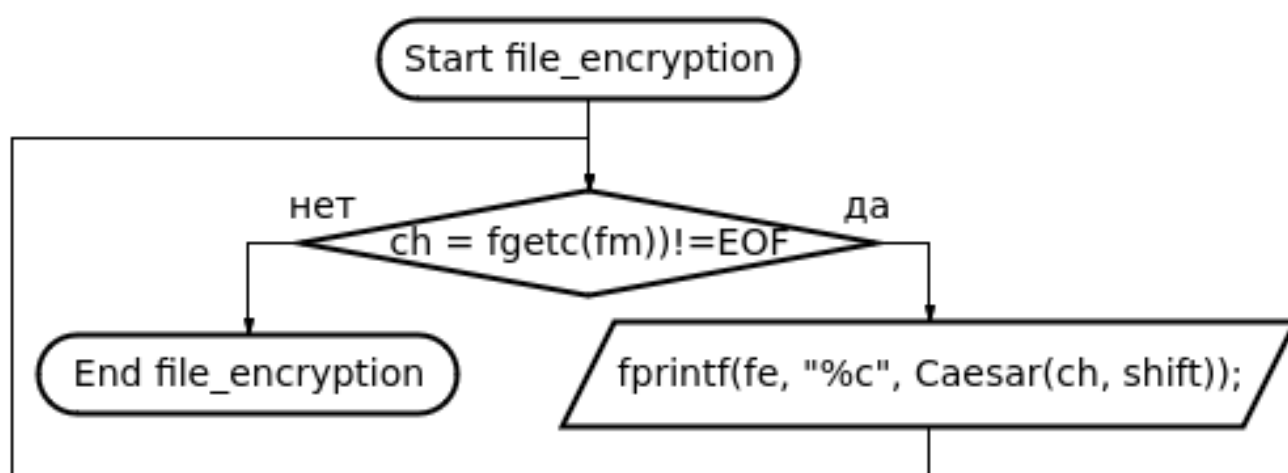 Start file_encryption
нет
да
ch = fgetc(fm))!=EOF
End file_encryption
fprintf(fe, "%c", Caesar(ch, shift));